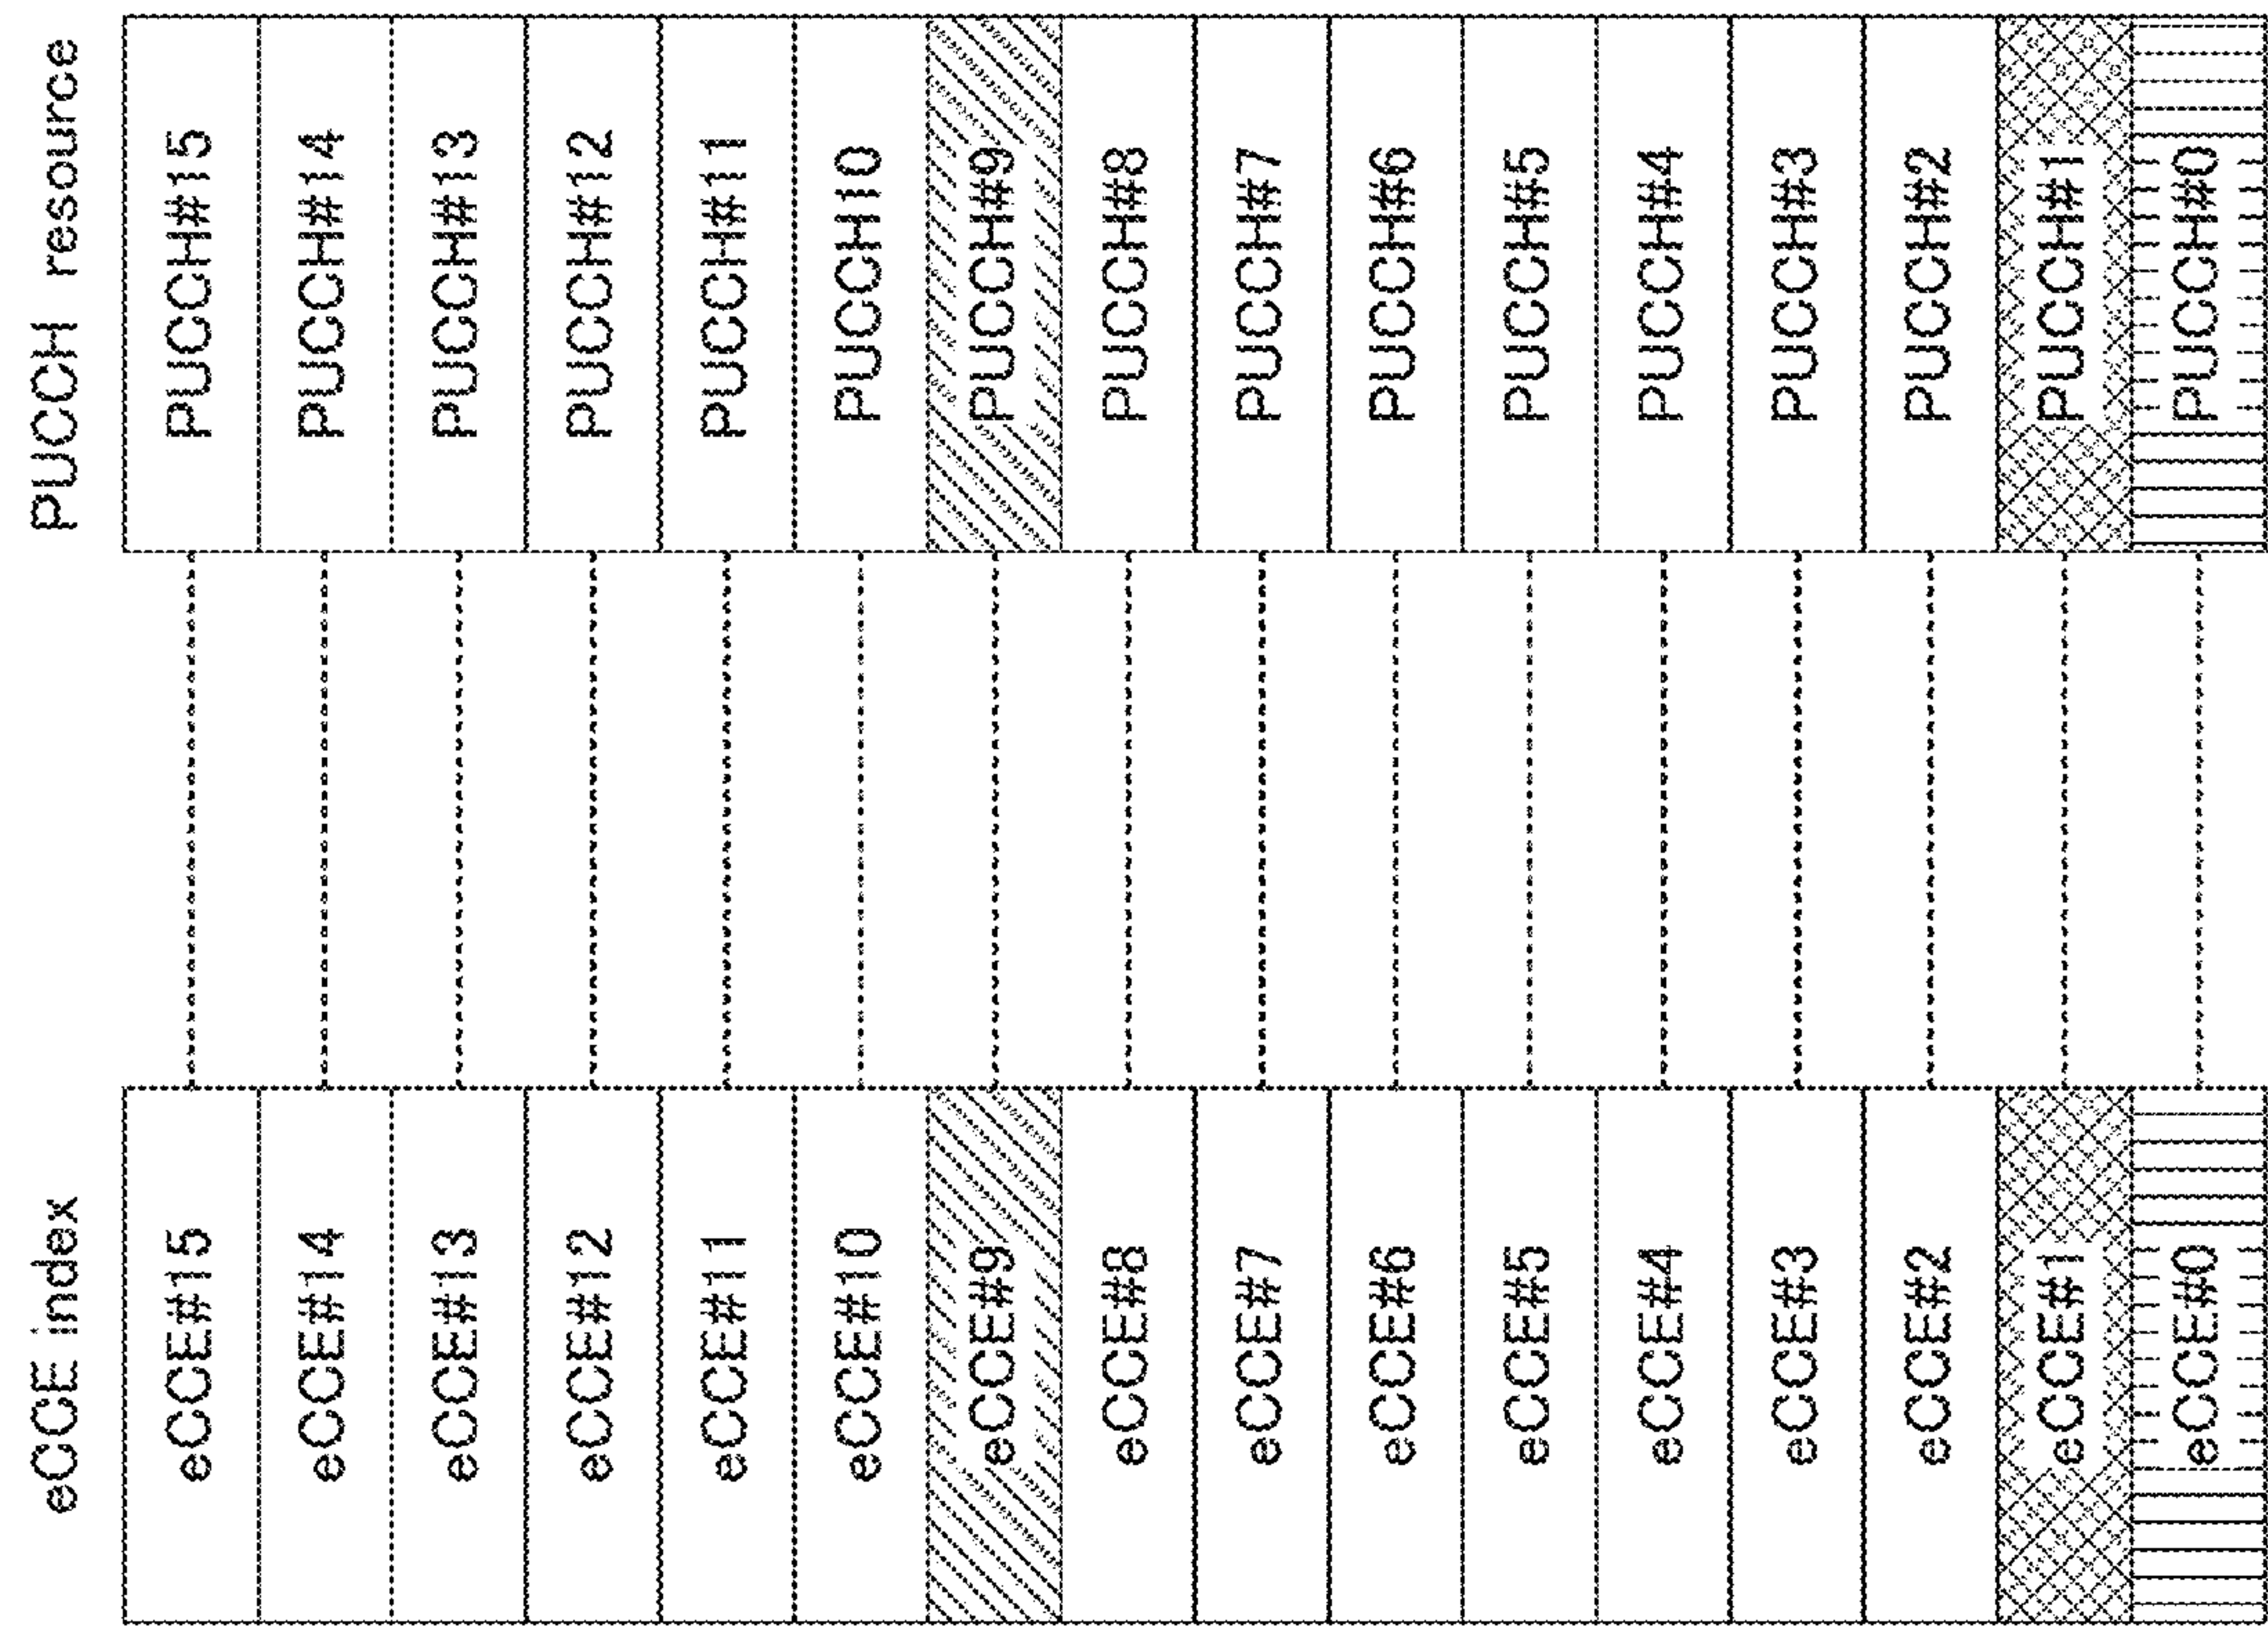 eCCE index PUCCH resource
eCCE#15 PUCCH#15
eCCE#14 PUCCH#14
eCCE#13 PUCCH#13
eCCE#12 PUCCH#12
eCCE#11 PUCCH#11
eCCE#10 PUCCH10
eCCE#9 PUCCH#9
eCCE#8 PUCCH#8
eCCE#7 PUCCH#7
eCCE#6 PUCCH#6
eCCE#5 PUCCH#5
eCCE#4 PUCCH#4
eCCE#3 PUCCH#3
eCCE#2 PUCCH#2
eCCE#1 PUCCH#1
eCCE#0 PUCCH#0